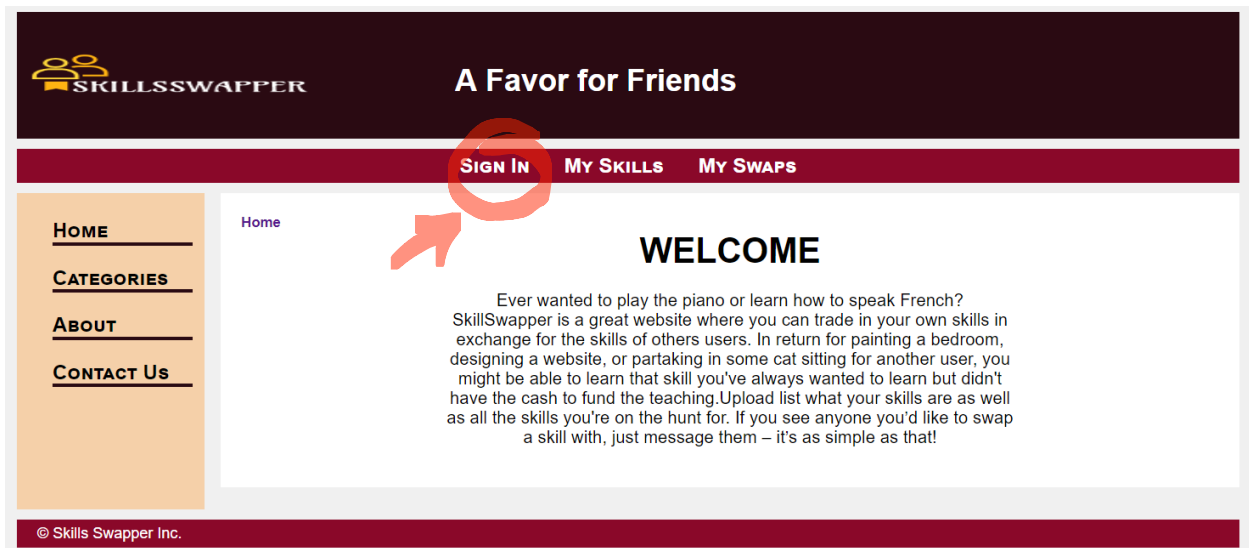 SKILLSSWAPPER
A Favor for Friends
SIGN IN MY SKILLS MY SWAPS
HOME
CATEGORIES
ABOUT
CONTACT US
Home
WELCOME
Ever wanted to play the piano or learn how to speak French?
SkillSwapper is a great website where you can trade in your own skills in
exchange for the skills of others users. In return for painting a bedroom,
designing a website, or partaking in some cat sitting for another user, you
might be able to learn that skill you've always wanted to learn but didn't
have the cash to fund the teaching.Upload list what your skills are as well
as all the skills you're on the hunt for. If you see anyone you’d like to swap
a skill with, just message them – it’s as simple as that!
© Skills Swapper Inc.